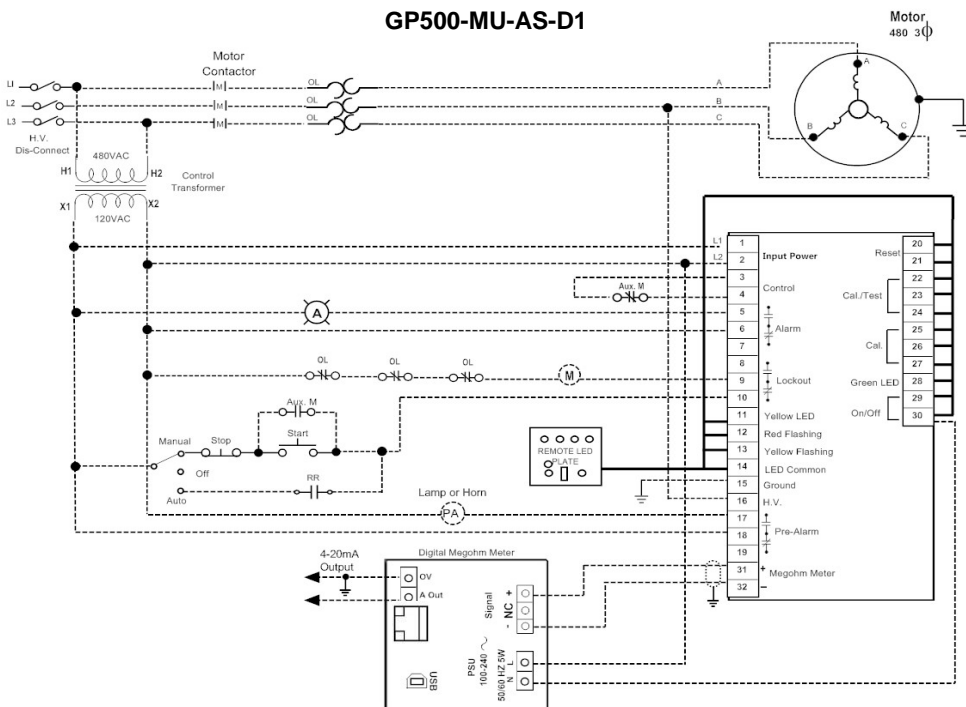 GP500-MU-AS-D1
Motor
480 3ϕ
Motor
Contactor
L1
L2
L3
M
M
M
OL
OL
OL
A
B
C
A
B
C
H.V.
Dis-Connect
480VAC
H1
H2
Control
Transformer
X1
X2
120VAC
L1
L2
Aux. M
A
OL
OL
OL
M
Aux. M
Manual
Stop
Start
Off
Auto
RR
REMOTE LED
PLATE
Lamp or Horn
PA
1
2
3
4
5
6
7
8
9
10
11
12
13
14
15
16
17
18
19
31 +
32 −
Input Power
Control
Alarm
Lockout
Yellow LED
Red Flashing
Yellow Flashing
LED Common
Ground
H.V.
Pre-Alarm
Megohm Meter
Reset
Cal./Test
Cal.
Green LED
On/Off
20
21
22
23
24
25
26
27
28
29
30
4-20mA
Output
Digital Megohm Meter
OV
A Out
USB
Signal
- NC +
PSU
100-240 ~
50/60 HZ 5W
N L